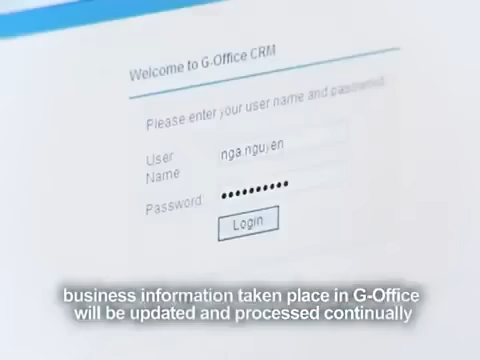 Welcome to G-Office CRM
Please enter your user name and password
User
Name
nga.nguyen
Password
••••••••••
Login
business information taken place in G-Office
will be updated and processed continually